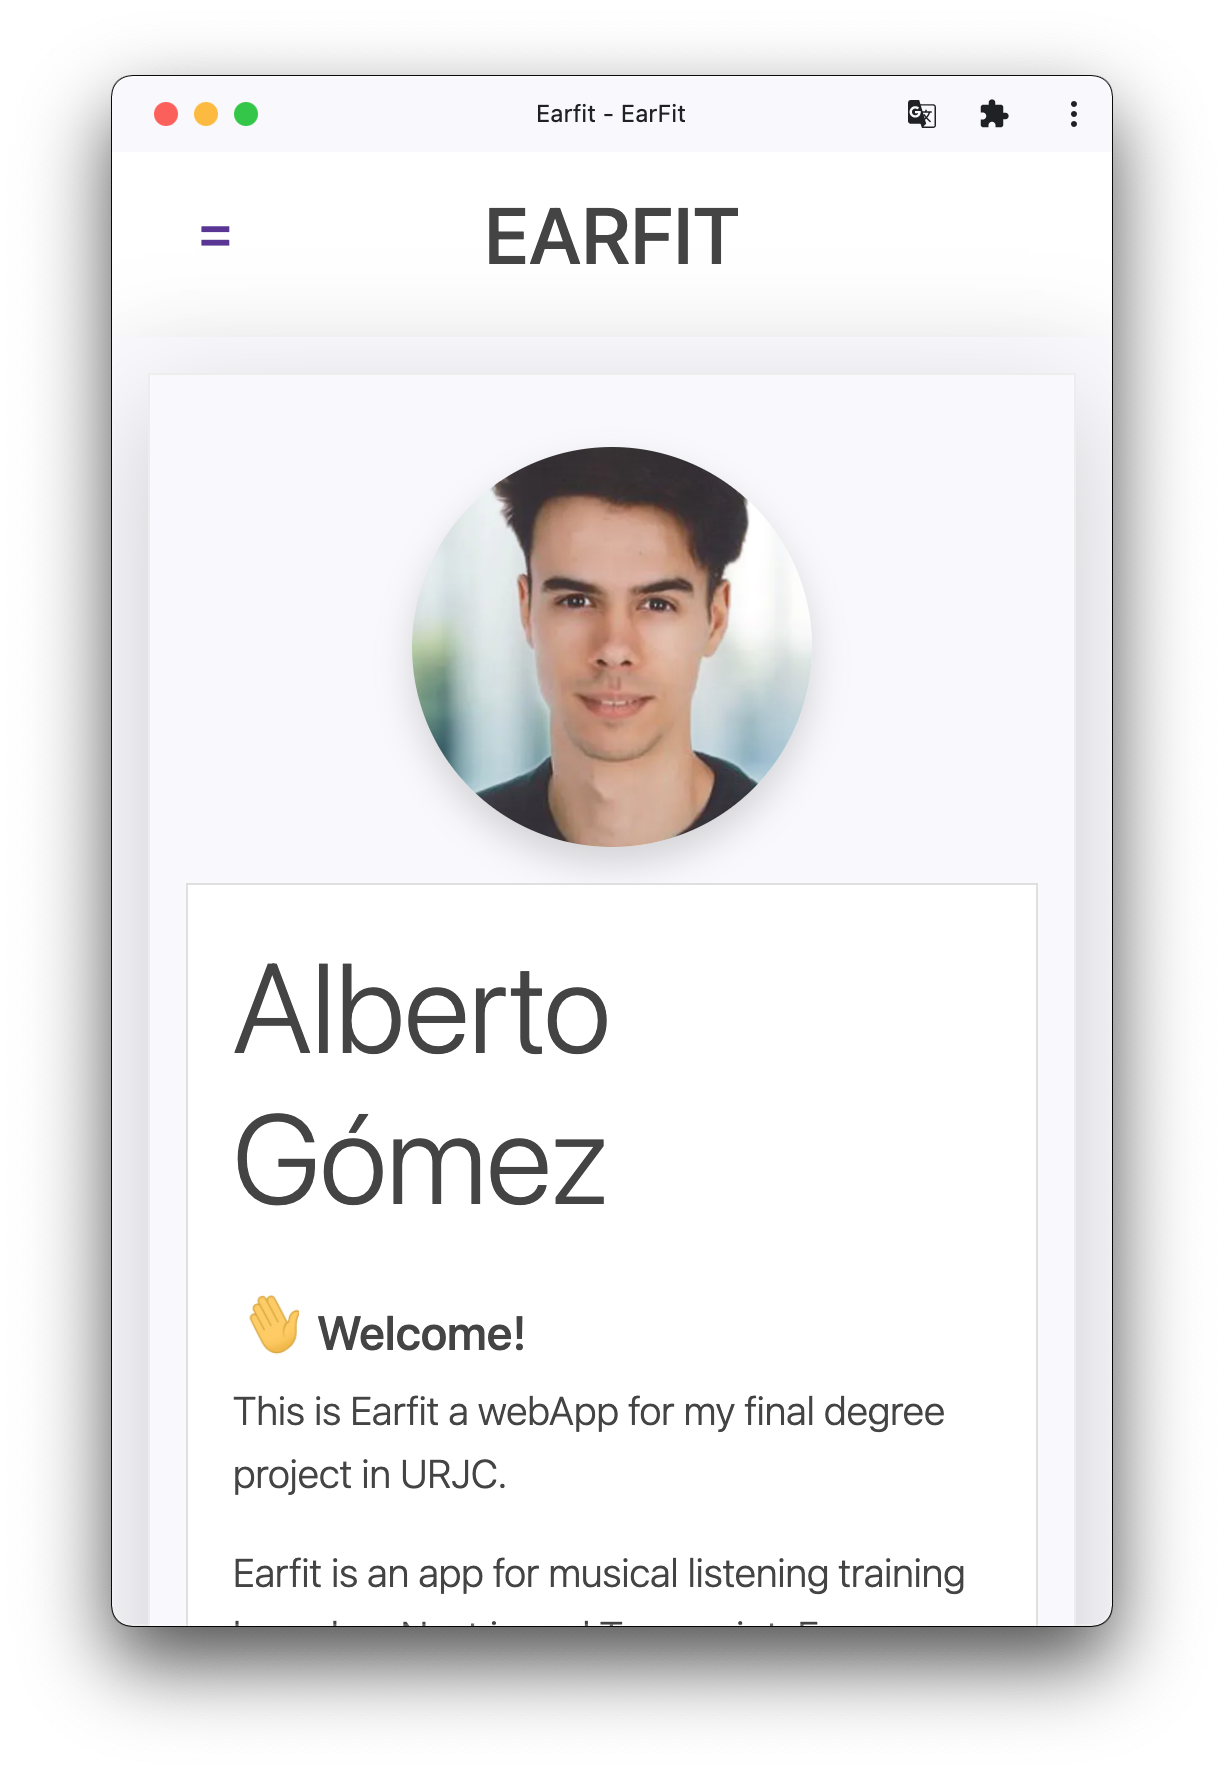 Earfit - EarFit
EARFIT
Alberto
Gómez
👋 Welcome!
This is Earfit a webApp for my final degree
project in URJC.
Earfit is an app for musical listening training